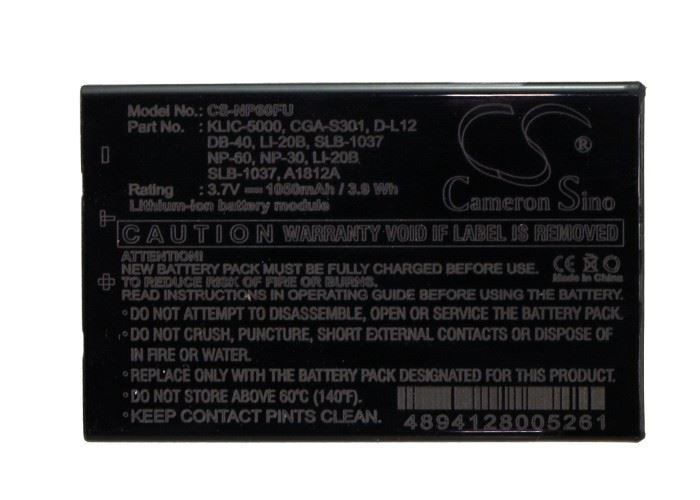 Model No.: CS-NP60FU
Part No.: KLIC-5000, CGA-S301, D-L12
DB-40, LI-20B, SLB-1037
NP-60, NP-30, LI-20B
SLB-1037, A1812A
Rating : 3.7V 1050mAh / 3.9 Wh
Lithium-ion battery module
CS®
Cameron Sino
CAUTION WARRANTY VOID IF LABEL IS REMOVED
ATTENTION!
NEW BATTERY PACK MUST BE FULLY CHARGED BEFORE USE.
DUE TO RISK OF FIRE OR BURNS.
READ INSTRUCTIONS IN OPERATING GUIDE BEFORE USING THE BATTERY.
CE
Made In China
•DO NOT ATTEMPT TO DISASSEMBLE, OPEN OR SERVICE BATTERY PACK.
•DO NOT CRUSH, PUNCTURE, SHORT EXTERNAL CONTACTS OR DISPOSE OF
IN FIRE OR WATER.
•REPLACE ONLY WITH THE BATTERY PACK DESIGNATED FOR THIS PRODUCT.
•DO NOT STORE ABOVE 60°C (140°F)
•KEEP CONTACT PINTS CLEAN.
4894128005261